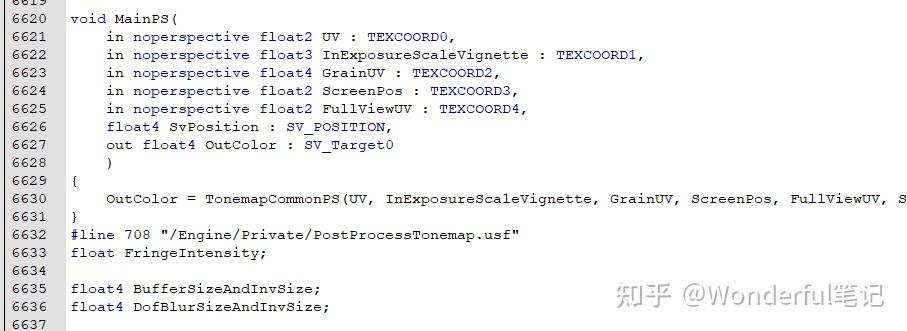 6619
6620 void MainPS(
6621 in noperspective float2 UV : TEXCOORD0,
6622 in noperspective float3 InExposureScaleVignette : TEXCOORD1,
6623 in noperspective float4 GrainUV : TEXCOORD2,
6624 in noperspective float2 ScreenPos : TEXCOORD3,
6625 in noperspective float2 FullViewUV : TEXCOORD4,
6626 float4 SvPosition : SV_POSITION,
6627 out float4 OutColor : SV_Target0
6628 )
6629 {
6630 OutColor = TonemapCommonPS(UV, InExposureScaleVignette, GrainUV, ScreenPos, FullViewUV, S
6631 }
6632 #line 708 "/Engine/Private/PostProcessTonemap.usf"
6633 float FringeIntensity;
6634
6635 float4 BufferSizeAndInvSize;
6636 float4 DofBlurSizeAndInvSize;
6637
知乎 @Wonderful笔记